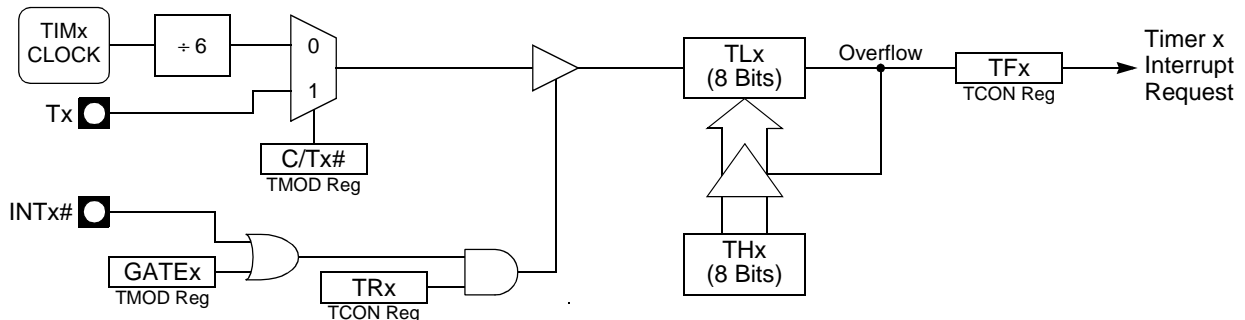 TIMx
CLOCK
÷ 6
0
1
Tx
C/Tx#
TMOD Reg
TLx
(8 Bits)
Overflow
TFx
TCON Reg
Timer x
Interrupt
Request
INTx#
GATEx
TMOD Reg
TRx
TCON Reg
THx
(8 Bits)